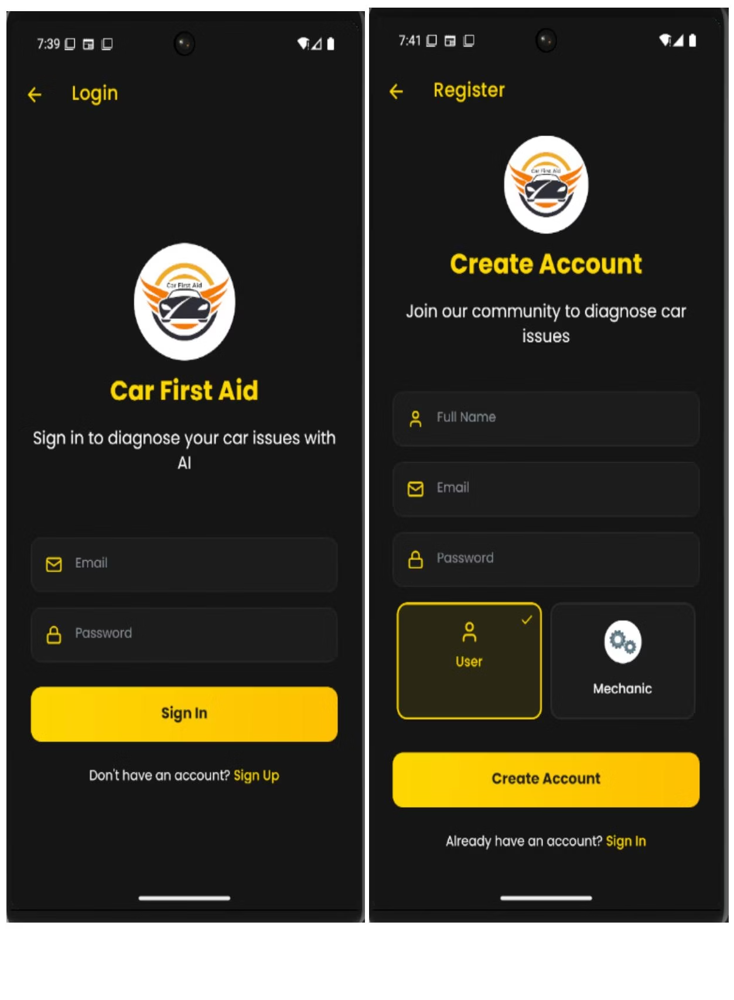 7:39
Login
Car First Aid
Car First Aid
Sign in to diagnose your car issues with
AI
Email
Password
Sign In
Don't have an account? Sign Up
7:41
Register
Car First Aid
Create Account
Join our community to diagnose car
issues
Full Name
Email
Password
User
Mechanic
Create Account
Already have an account? Sign In